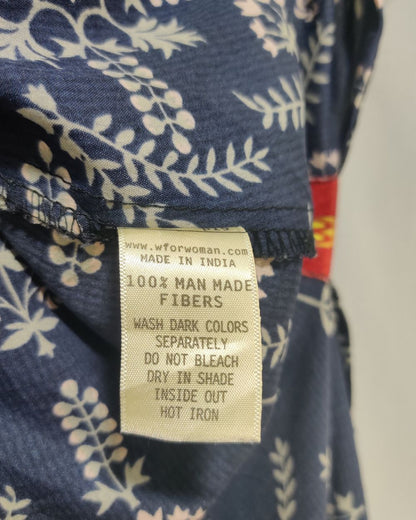 www.wforwoman.com
MADE IN INDIA
100% MAN MADE
FIBERS
WASH DARK COLORS
SEPARATELY
DO NOT BLEACH
DRY IN SHADE
INSIDE OUT
HOT IRON